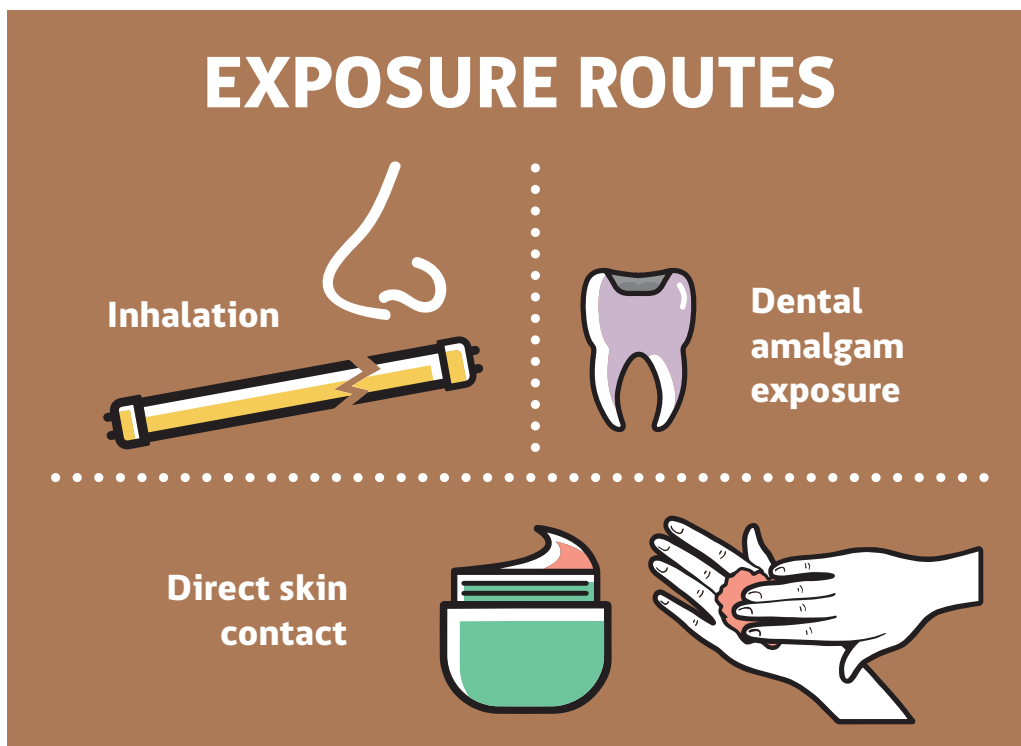 EXPOSURE ROUTES
Inhalation
Dental
amalgam
exposure
Direct skin
contact